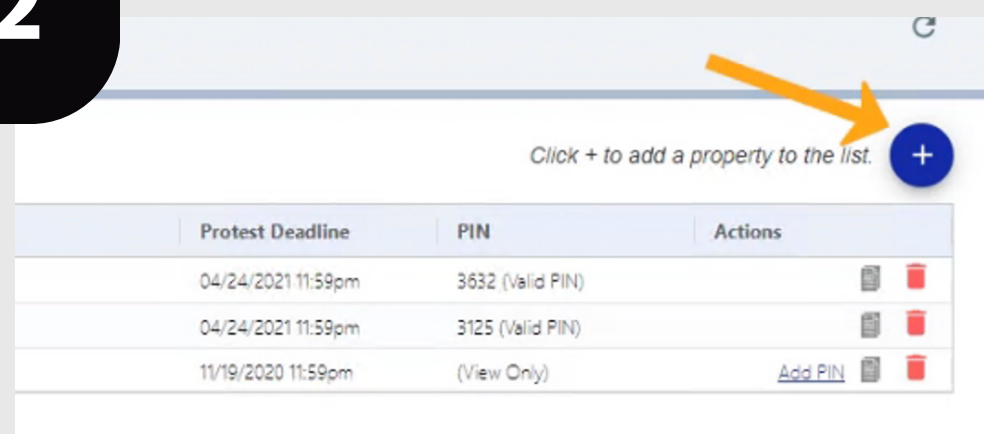 2
Click + to add a property to the list.
+
Protest Deadline PIN Actions
04/24/2021 11:59pm 3632 (Valid PIN)
04/24/2021 11:59pm 3125 (Valid PIN)
11/19/2020 11:59pm (View Only) Add PIN